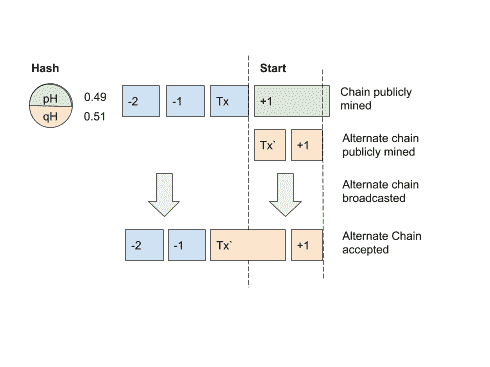 Hash
Start
pH
0.49
qH
0.51
-2
-1
Tx
+1
Chain publicly
mined
Tx`
+1
Alternate chain
publicly mined
Alternate chain
broadcasted
-2
-1
Tx`
+1
Alternate Chain
accepted